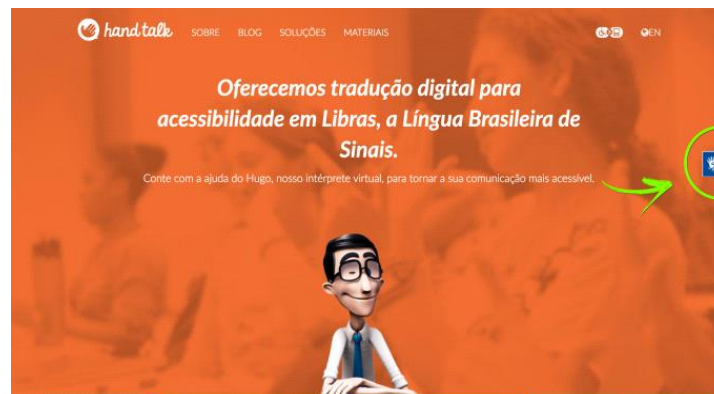 hand talk SOBRE BLOG SOLUÇÕES MATERIAIS EN
Oferecemos tradução digital para
acessibilidade em Libras, a Língua Brasileira de
Sinais.
Conte com a ajuda do Hugo, nosso intérprete virtual, para tornar a sua comunicação mais acessível.